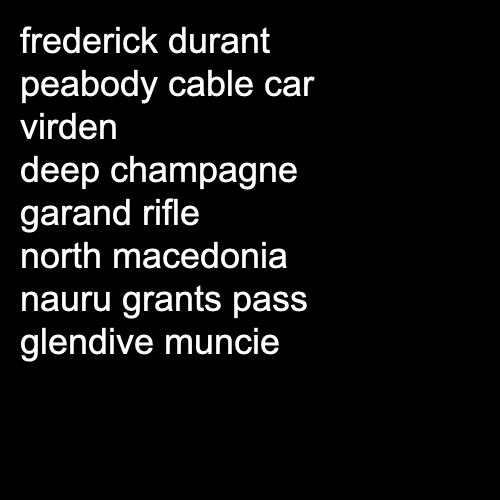 frederick durant
peabody cable car
virden
deep champagne
garand rifle
north macedonia
nauru grants pass
glendive muncie